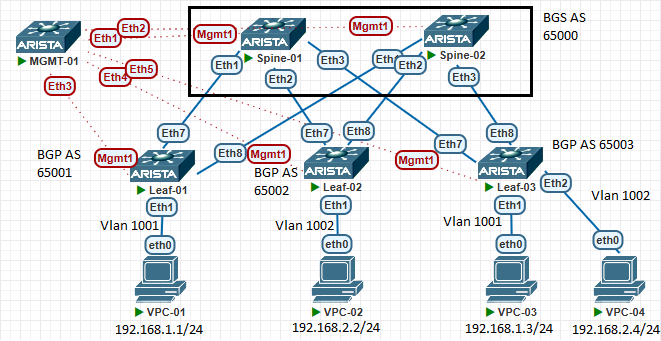 BGS AS
65000
Eth2
Eth1
Mgmt1
Mgmt1
ARISTA
ARISTA
ARISTA
MGMT-01
Spine-01
Spine-02
Eth1
Eth2
Eth3
Eth
Eth2
Eth3
Eth5
Eth4
Eth3
Eth7
Eth8
Eth7
Eth8
Eth7
Eth8
BGP AS
65001
Mgmt1
Mgmt1
BGP AS
65002
Mgmt1
BGP AS 65003
ARISTA
ARISTA
ARISTA
Leaf-01
Leaf-02
Leaf-03
Eth1
Eth1
Eth1
Eth2
Vlan 1001
Vlan 1002
Vlan 1001
Vlan 1002
eth0
eth0
eth0
eth0
VPC-01
VPC-02
VPC-03
VPC-04
192.168.1.1/24
192.168.2.2/24
192.168.1.3/24
192.168.2.4/24